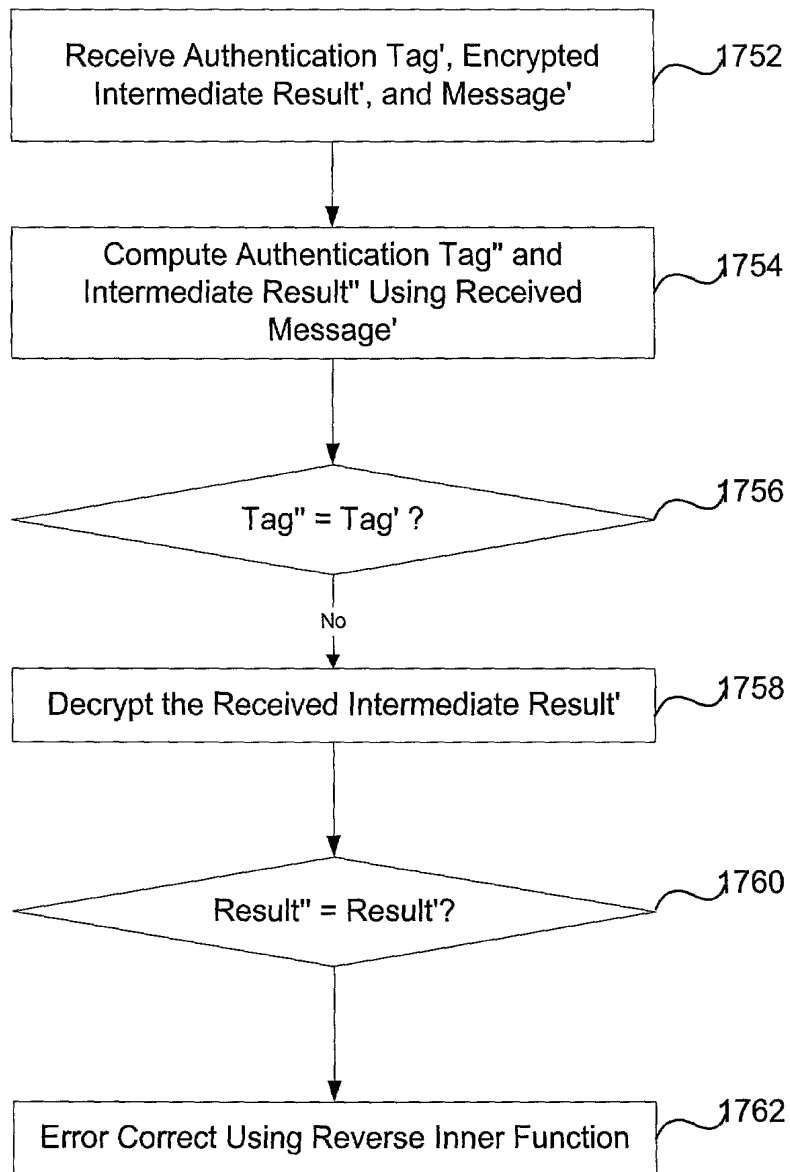 Receive Authentication Tag', Encrypted
Intermediate Result', and Message'
1752
Compute Authentication Tag" and
Intermediate Result" Using Received
Message'
1754
Tag" = Tag' ?
1756
No
Decrypt the Received Intermediate Result'
1758
Result" = Result'?
1760
Error Correct Using Reverse Inner Function
1762